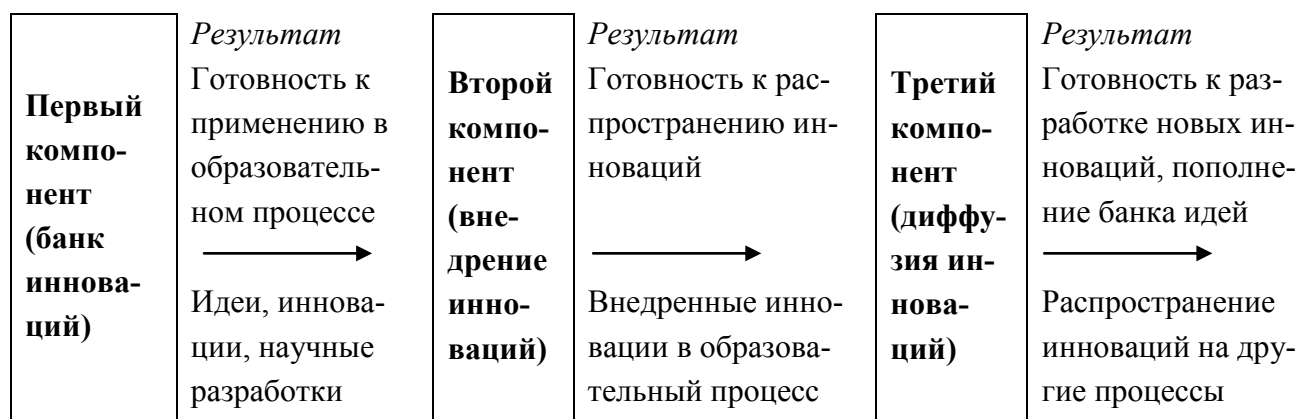 Первый
компо-
нент
(банк
иннова-
ций)
Результат
Готовность к
применению в
образователь-
ном процессе
Идеи, иннова-
ции, научные
разработки
Второй
компо-
нент
(вне-
дрение
инно-
ваций)
Результат
Готовность к рас-
пространению ин-
новаций
Внедренные инно-
вации в образова-
тельный процесс
Третий
компо-
нент
(диффу-
зия ин-
нова-
ций)
Результат
Готовность к раз-
работке новых ин-
новаций, пополне-
ние банка идей
Распространение
инноваций на дру-
гие процессы